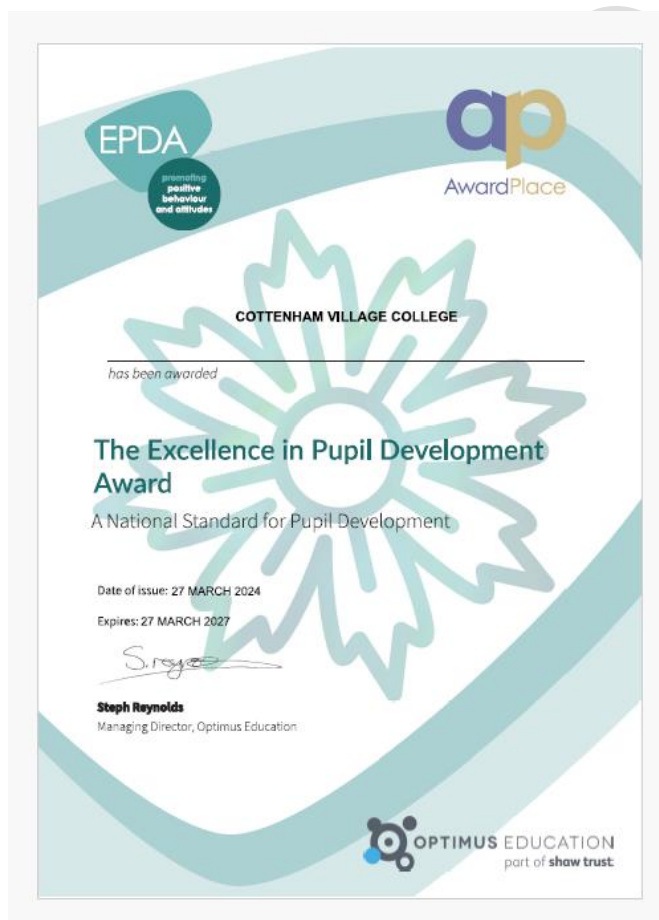 EPDA
promoting
positive
behaviour
and attitudes
ap
AwardPlace
COTTENHAM VILLAGE COLLEGE
has been awarded
The Excellence in Pupil Development
Award
A National Standard for Pupil Development
Date of issue: 27 MARCH 2024
Expires: 27 MARCH 2027
Steph Reynolds
Managing Director, Optimus Education
OPTIMUS EDUCATION
part of shaw trust